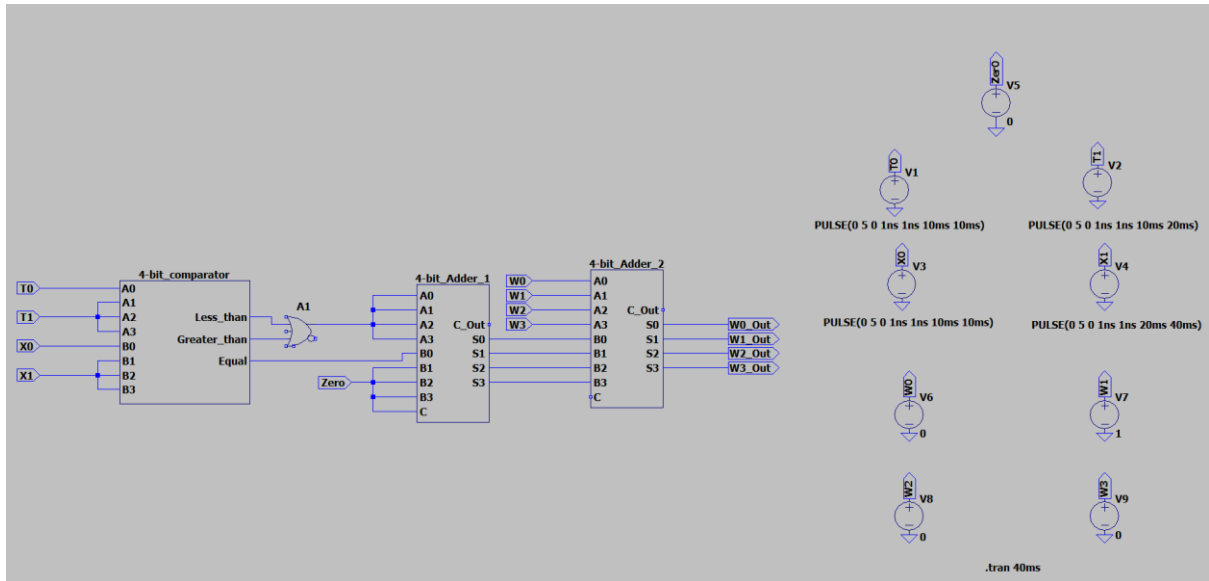 4-bit_comparator
T0
T1
X0
X1
A0
A1
A2
A3
B0
B1
B2
B3
Less_than
Greater_than
Equal
A1
Zero
4-bit_Adder_1
A0
A1
A2
A3
B0
B1
B2
B3
C
C_Out
S0
S1
S2
S3
4-bit_Adder_2
W0
W1
W2
W3
A0
A1
A2
A3
B0
B1
B2
B3
C
C_Out
S0
S1
S2
S3
W0_Out
W1_Out
W2_Out
W3_Out
Zer0
V5
0
T0
V1
PULSE(0 5 0 1ns 1ns 10ms 10ms)
T1
V2
PULSE(0 5 0 1ns 1ns 10ms 20ms)
X0
V3
PULSE(0 5 0 1ns 1ns 10ms 10ms)
X1
V4
PULSE(0 5 0 1ns 1ns 20ms 40ms)
W0
V6
0
W1
V7
1
W2
V8
0
W3
V9
0
.tran 40ms